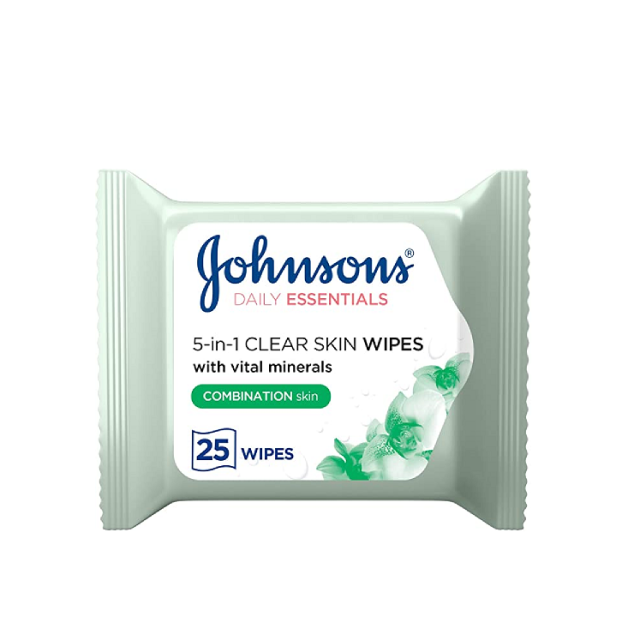 Johnsons®
DAILY ESSENTIALS
5-in-1 CLEAR SKIN WIPES
with vital minerals
COMBINATION skin
25 WIPES